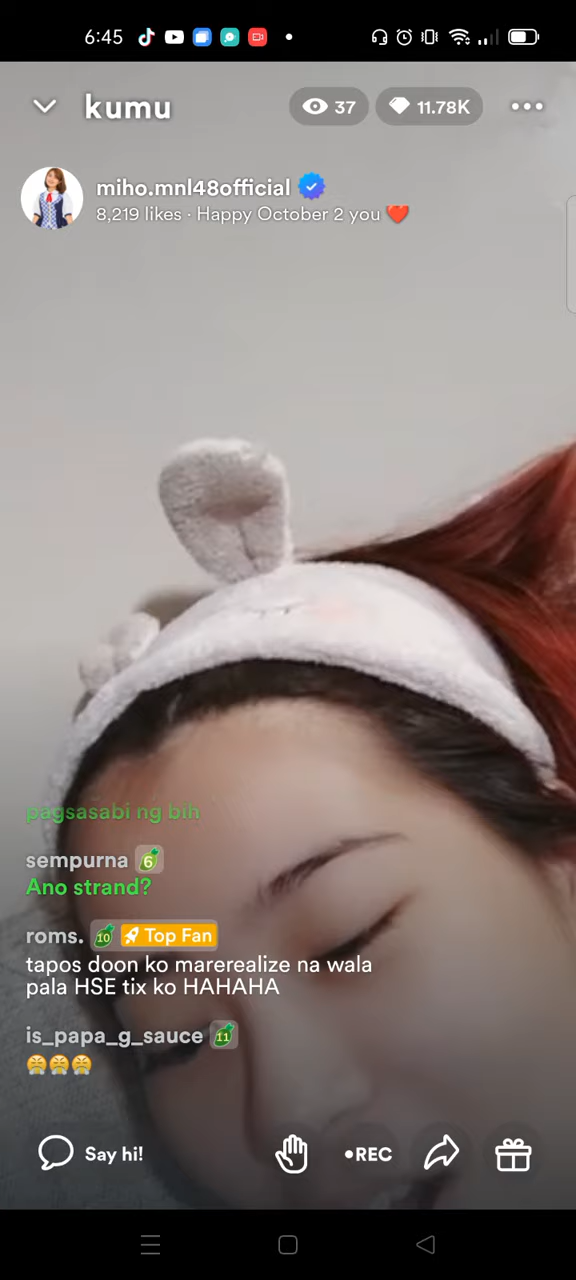 6:45
kumu
37
11.78K
miho.mnl48official
8,219 likes · Happy October 2 you ❤️
pagsasabi ng bih
sempurna 6
Ano strand?
roms. 10 Top Fan
tapos doon ko marerealize na wala
pala HSE tix ko HAHAHA
is_papa_g_sauce 11
😤😤😤
Say hi!
•REC